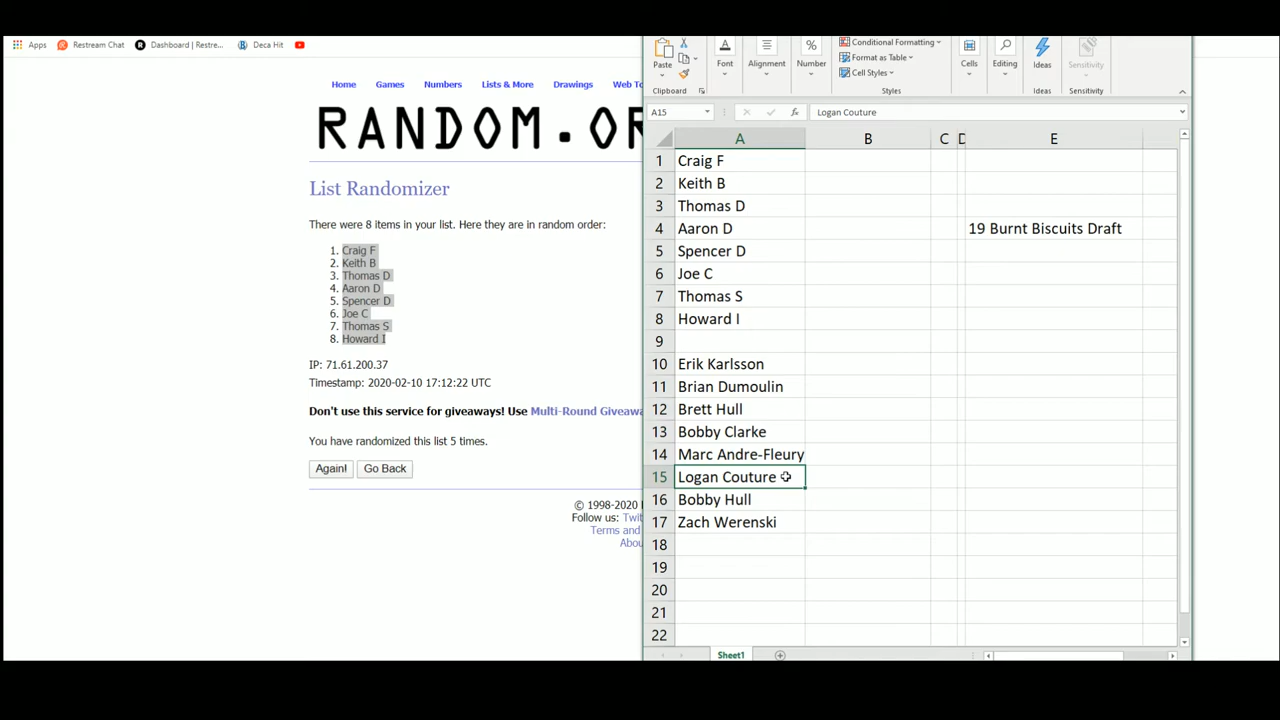 Apps
Restream Chat
Dashboard | Restre...
Deca Hit
Home
Games
Numbers
Lists & More
Drawings
Web To
RANDOM.OR
List Randomizer
There were 8 items in your list. Here they are in random order:
1. Craig F
2. Keith B
3. Thomas D
4. Aaron D
5. Spencer D
6. Joe C
7. Thomas S
8. Howard I
IP: 71.61.200.37
Timestamp: 2020-02-10 17:12:22 UTC
Don't use this service for giveaways! Use Multi-Round Giveawa
You have randomized this list 5 times.
Again!
Go Back
© 1998-2020
Follow us: Twit
Terms and
Abou
Paste
Font
Alignment
Number
Conditional Formatting
Format as Table
Cell Styles
Cells
Editing
Ideas
Sensitivity
Clipboard
Styles
Ideas
Sensitivity
A15
fx
Logan Couture
A B C D E
1 Craig F
2 Keith B
3 Thomas D
4 Aaron D 19 Burnt Biscuits Draft
5 Spencer D
6 Joe C
7 Thomas S
8 Howard I
9
10 Erik Karlsson
11 Brian Dumoulin
12 Brett Hull
13 Bobby Clarke
14 Marc Andre-Fleury
15 Logan Couture
16 Bobby Hull
17 Zach Werenski
18
19
20
21
22
Sheet1